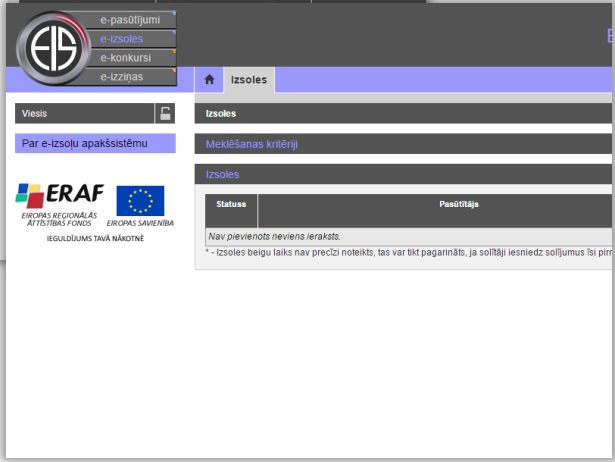 EIS
e-pasūtījumi
e-izsoles
e-konkursi
e-izziņas
E
Izsoles
Viesis
Par e-izsoļu apakšsistēmu
ERAF
EIROPAS REĢIONĀLĀS
ATTĪSTĪBAS FONDS
EIROPAS SAVIENĪBA
IEGULDĪJUMS TAVĀ NĀKOTNĒ
Izsoles
Meklēšanas kritēriji
Izsoles
Statuss Pasūtītājs
Nav pievienots neviens ieraksts.
* - Izsoles beigu laiks nav precīzi noteikts, tas var tikt pagarināts, ja solītāji iesniedz solījumus īsi pirm